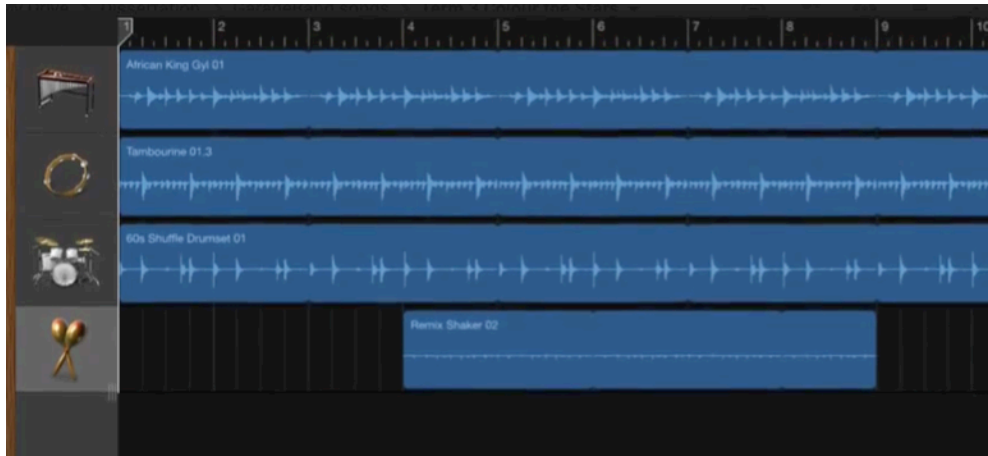 1 2 3 4 5 6 7 8 9 10
African King Gyl 01
Tambourine 01.3
60s Shuffle Drumset 01
Remix Shaker 02